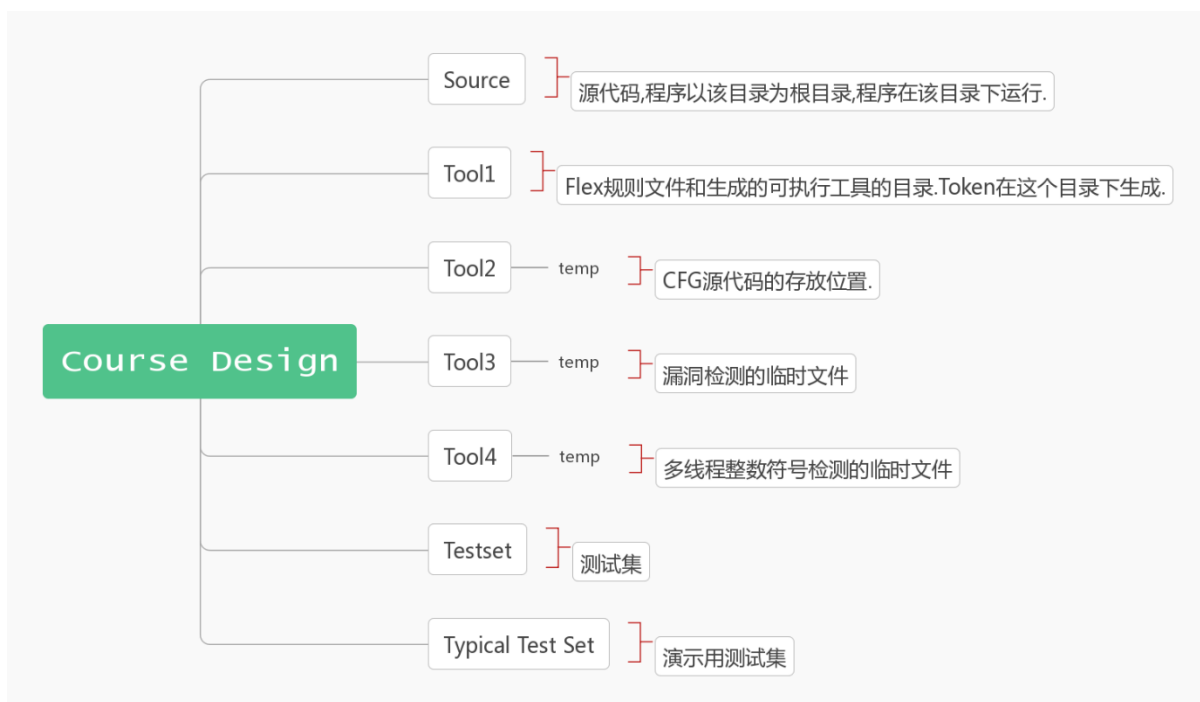 Source
源代码,程序以该目录为根目录,程序在该目录下运行.
Tool1
Flex规则文件和生成的可执行工具的目录.Token在这个目录下生成.
Tool2
temp
CFG源代码的存放位置.
Course Design
Tool3
temp
漏洞检测的临时文件
Tool4
temp
多线程整数符号检测的临时文件
Testset
测试集
Typical Test Set
演示用测试集